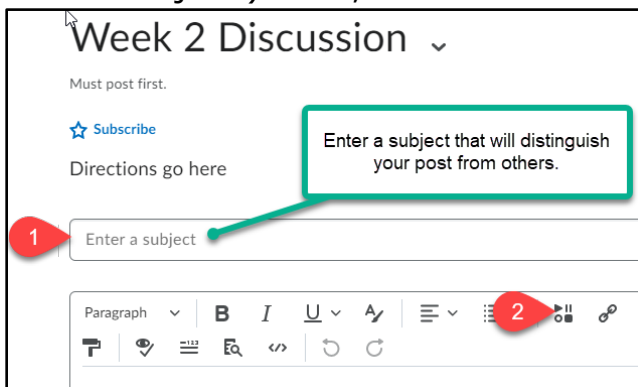 Week 2 Discussion
Must post first.
Subscribe
Directions go here
Enter a subject that will distinguish
your post from others.
1
Enter a subject
Paragraph B I U A 2